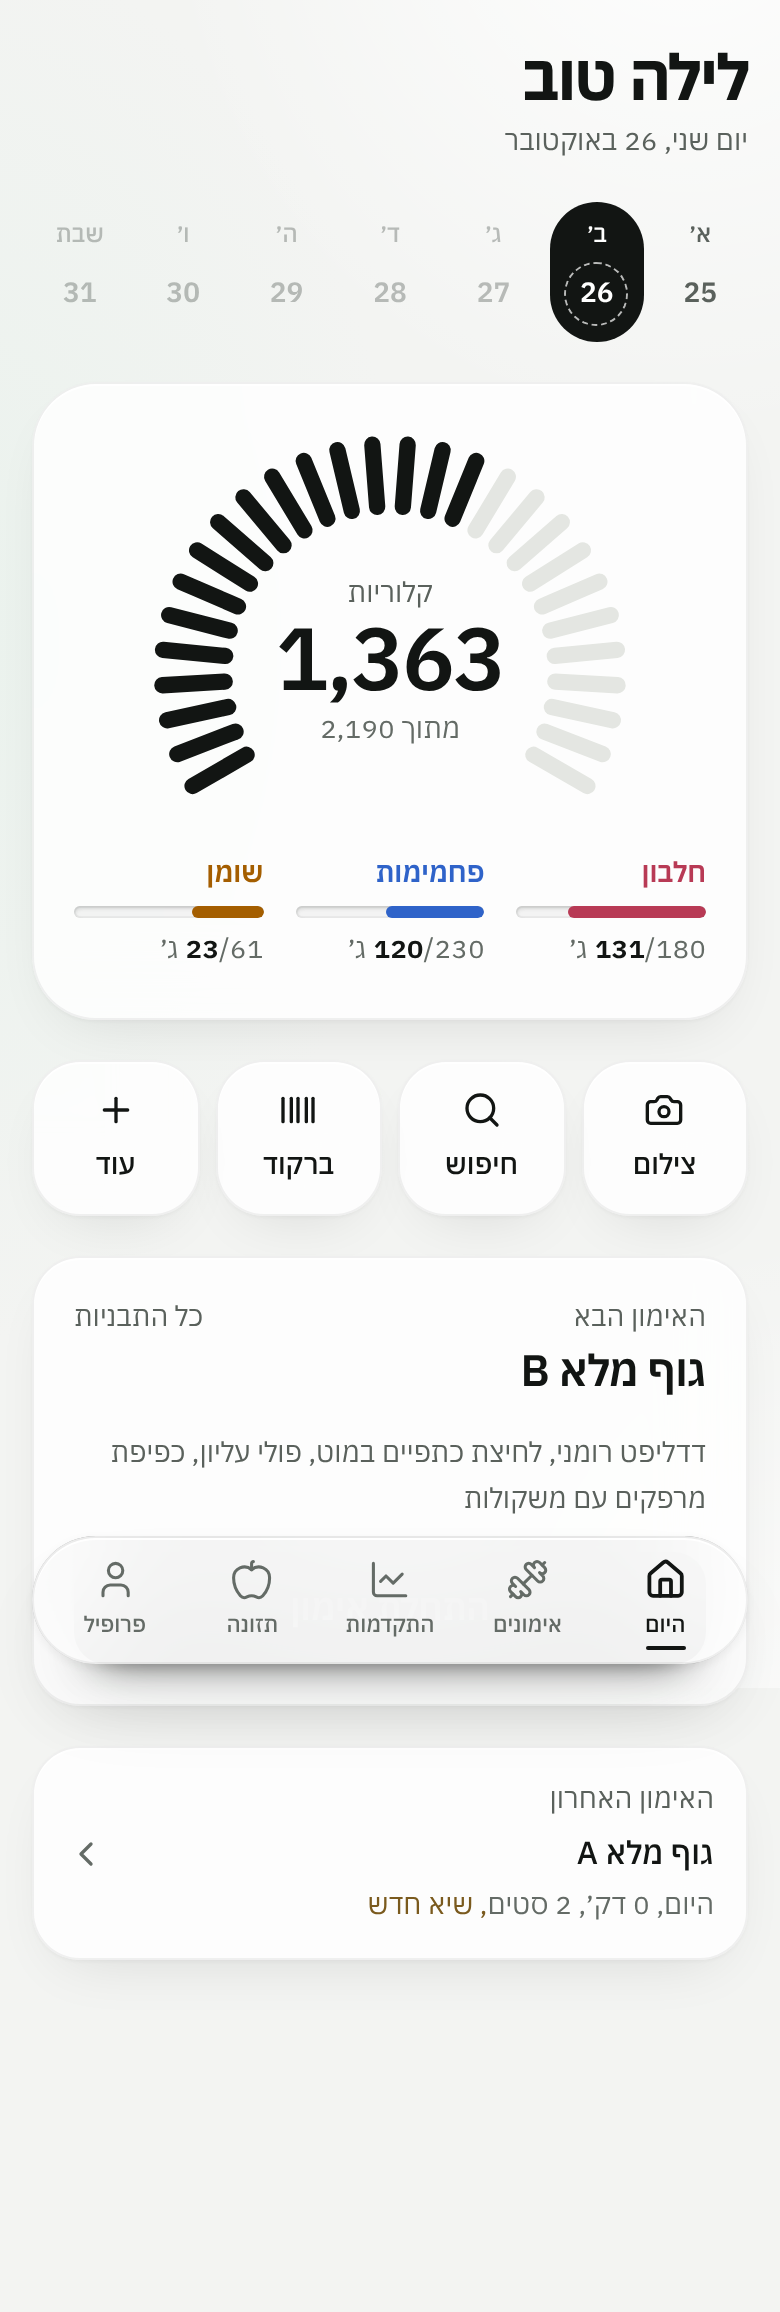 לילה טוב
יום שני, 26 באוקטובר
א׳ ב׳ ג׳ ד׳ ה׳ ו׳ שבת
25 26 27 28 29 30 31
קלוריות
1,363
מתוך 2,190
חלבון פחמימות שומן
131/180 ג׳ 120/230 ג׳ 23/61 ג׳
צילום חיפוש ברקוד עוד
האימון הבא כל התבניות
גוף מלא B
דדליפט רומני, לחיצת כתפיים במוט, פולי עליון, כפיפת
מרפקים עם משקולות
היום אימונים התקדמות תזונה פרופיל
האימון האחרון
גוף מלא A
היום, 0 דק׳, 2 סטים, שיא חדש